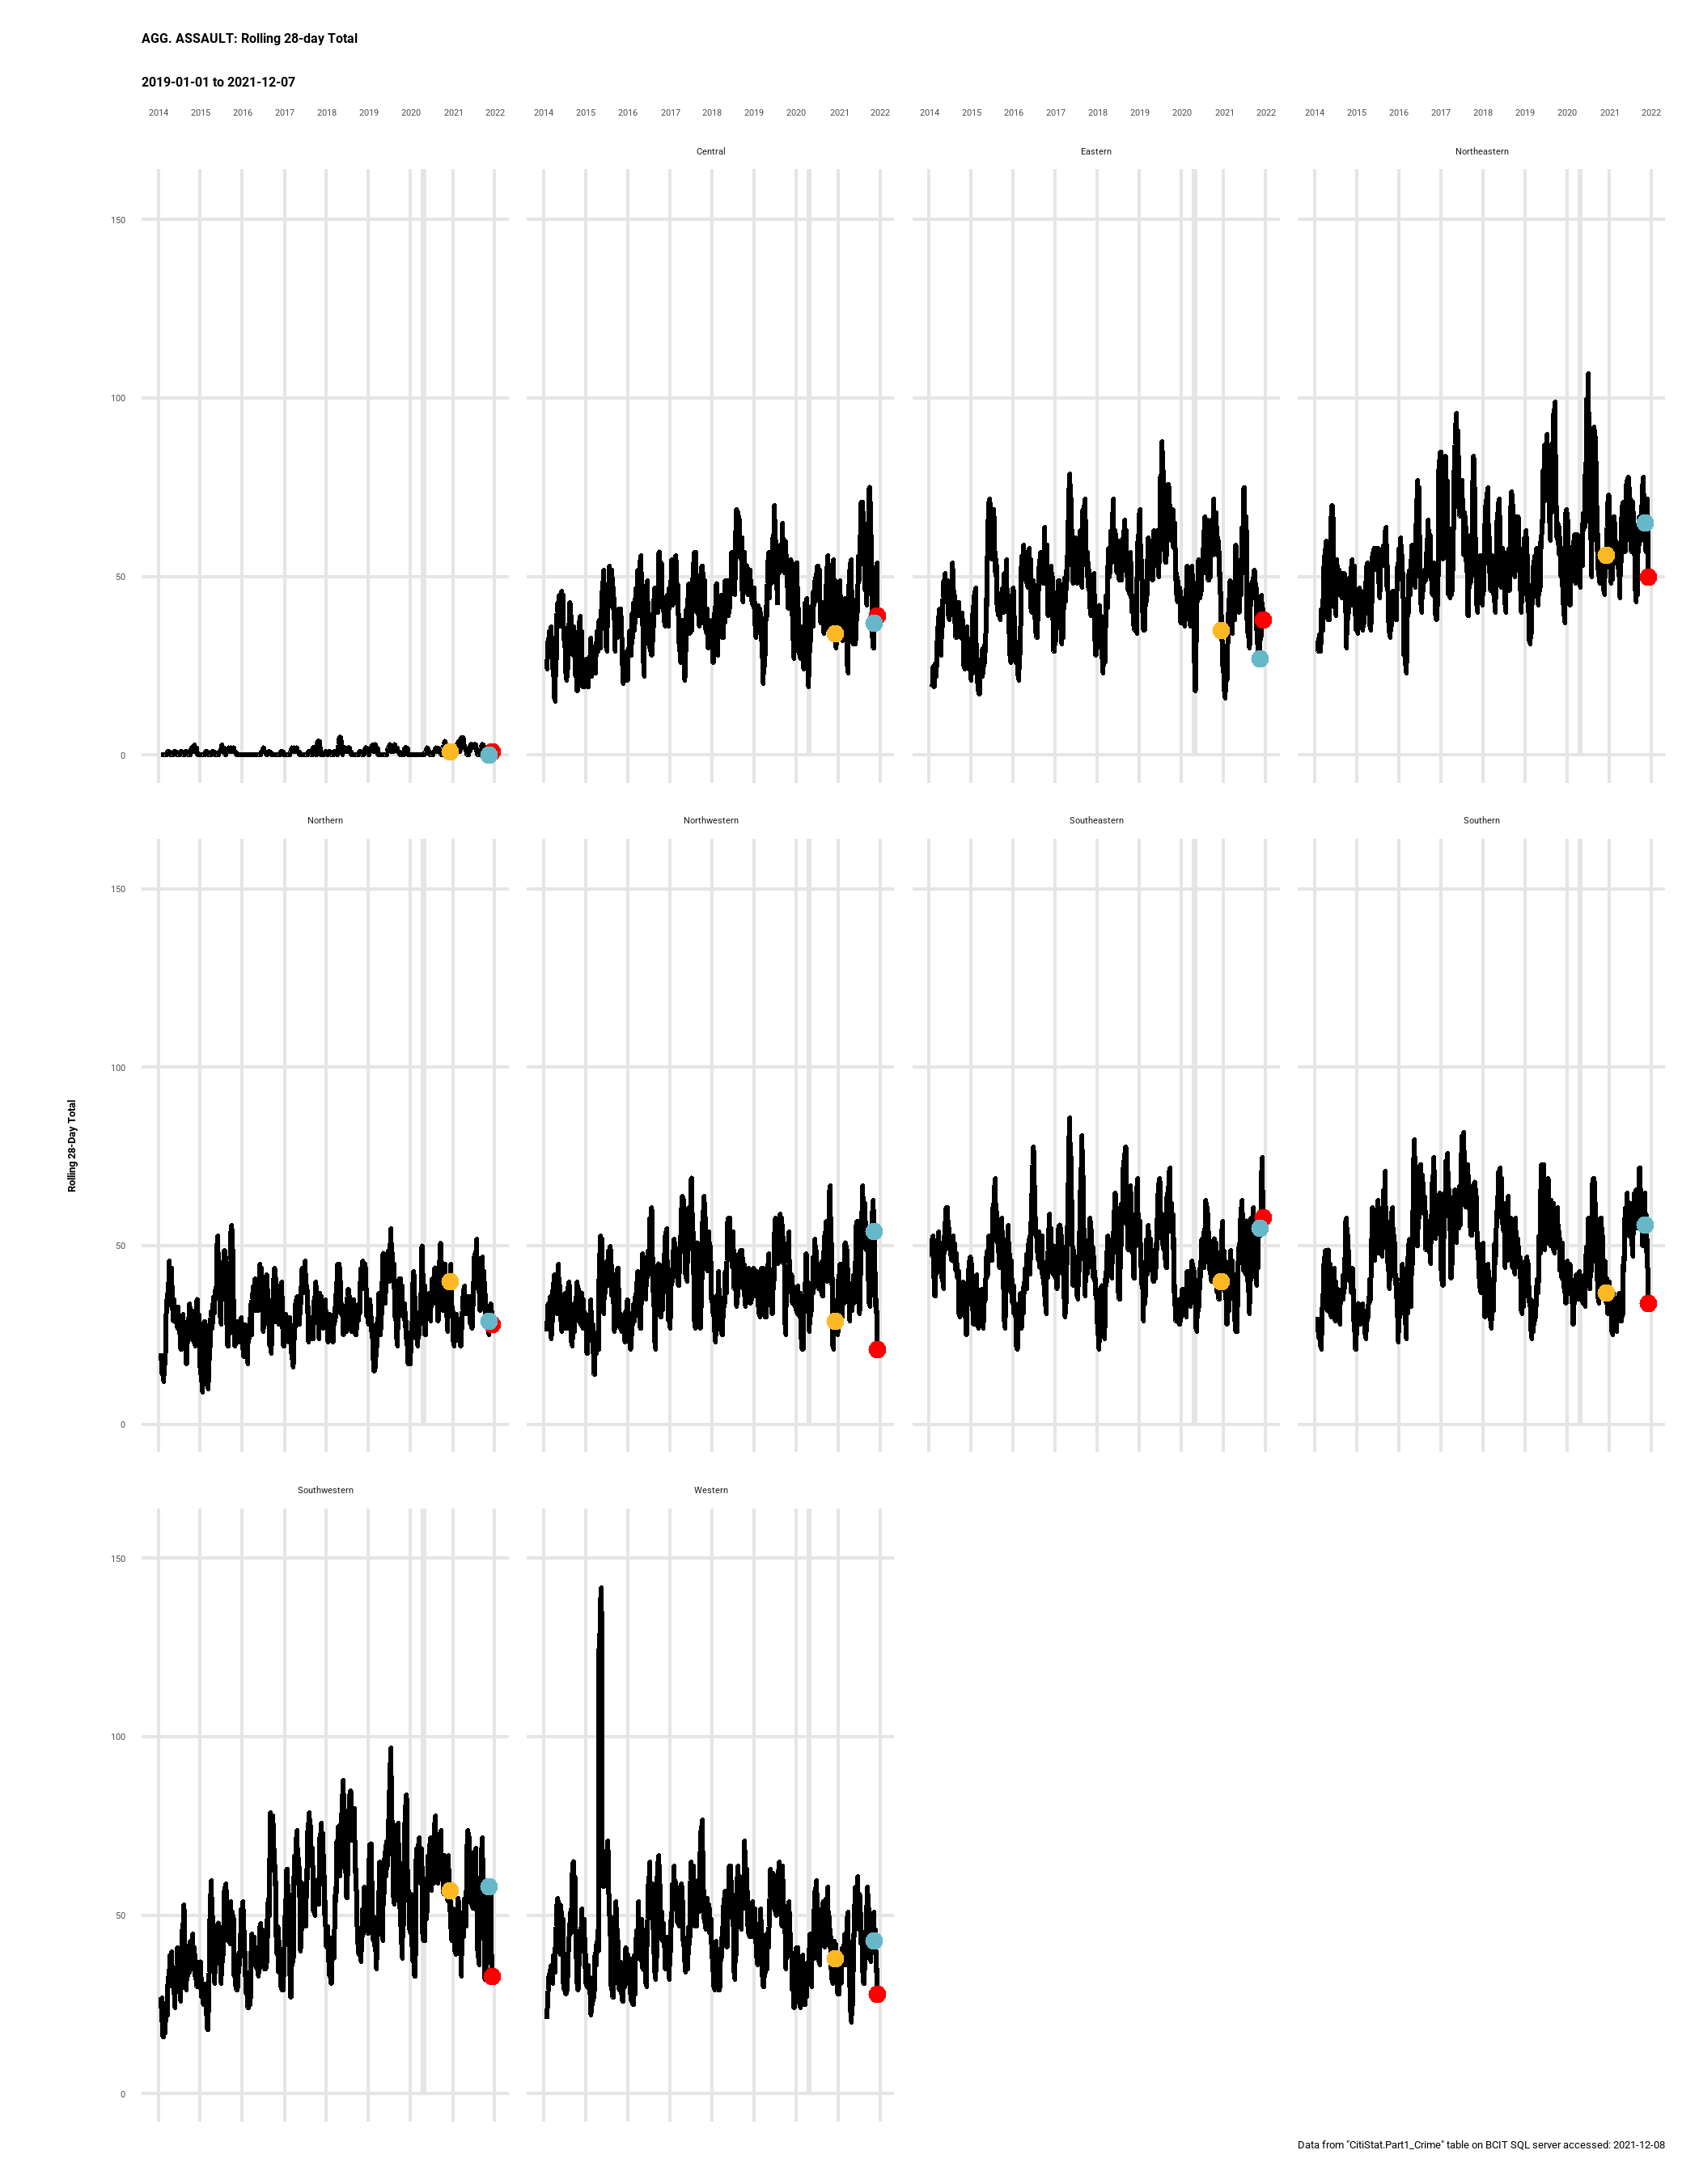 AGG. ASSAULT: Rolling 28-day Total
2019-01-01 to 2021-12-07
2014 2015 2016 2017 2018 2019 2020 2021 2022 2014 2015 2016 2017 2018 2019 2020 2021 2022 2014 2015 2016 2017 2018 2019 2020 2021 2022 2014 2015 2016 2017 2018 2019 2020 2021 2022
Central Eastern Northeastern
150
100
50
0
Northern Northwestern Southeastern Southern
150
100
Rolling 28-Day Total
50
0
Southwestern Western
150
100
50
0
Data from "CitiStat.Part1_Crime" table on BCIT SQL server accessed: 2021-12-08